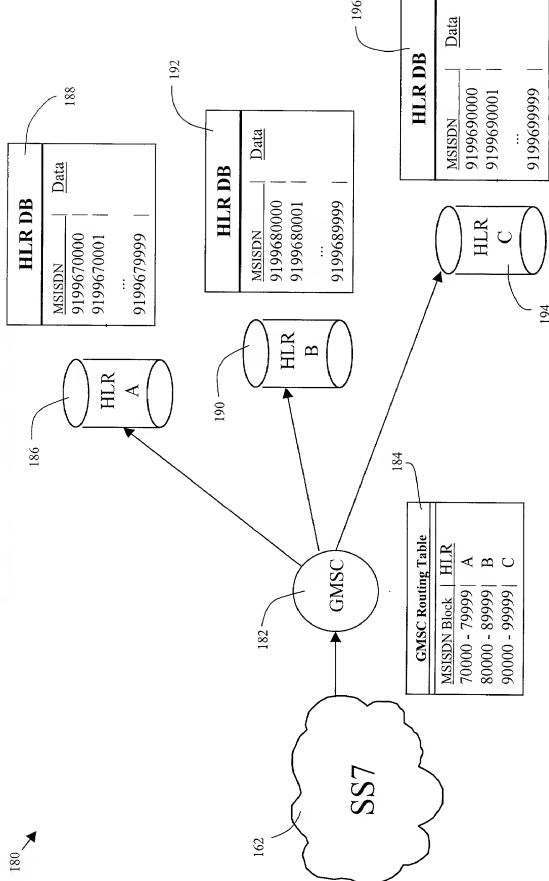 180
162
SS7
182
GMSC
184
GMSC Routing Table
MSISDN Block | HLR
70000 - 79999 | A
80000 - 89999 | B
90000 - 99999 | C
186
HLR
A
188
HLR DB
MSISDN | Data
9199670000 |
9199670001 |
...
9199679999 |
190
HLR
B
192
HLR DB
MSISDN | Data
9199680000 |
9199680001 |
...
9199689999 |
194
HLR
C
196
HLR DB
MSISDN | Data
9199690000 |
9199690001 |
...
9199699999 |